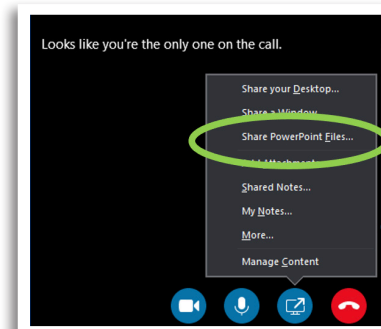 Looks like you're the only one on the call.
Share your Desktop...
Share a Window...
Share PowerPoint Files...
Add Attachment...
Shared Notes...
My Notes...
More...
Manage Content